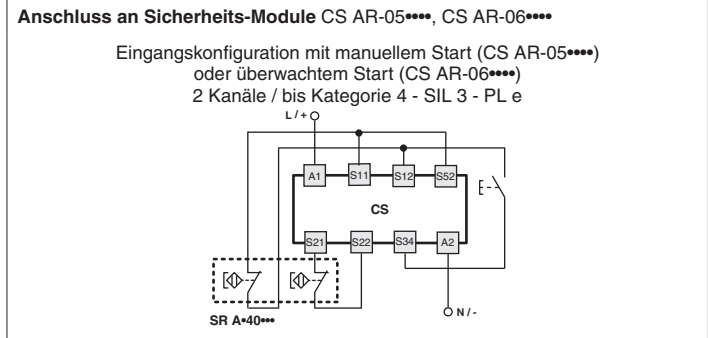 Anschluss an Sicherheits-Module CS AR-05••••, CS AR-06••••
Eingangskonfiguration mit manuellem Start (CS AR-05••••)
oder überwachtem Start (CS AR-06••••)
2 Kanäle / bis Kategorie 4 - SIL 3 - PL e
L / +
A1 S11 S12 S52
CS
S21 S22 S34 A2
SR A•40•••
N / -